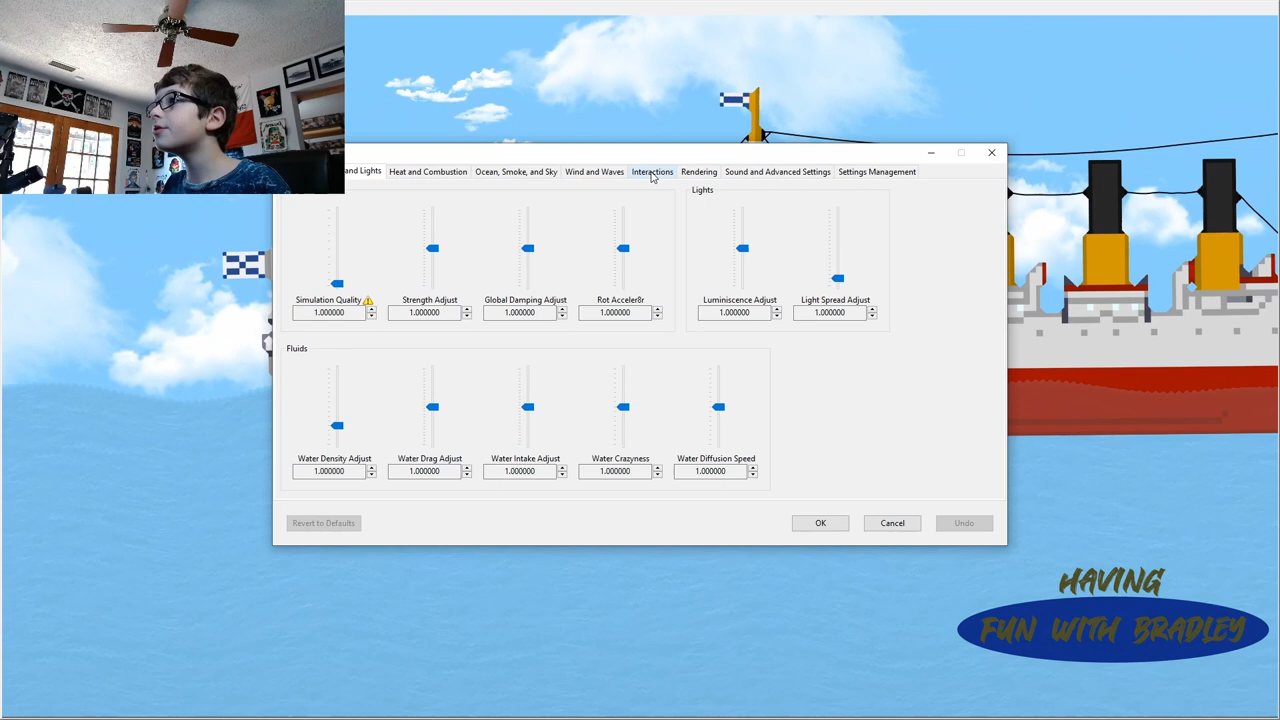 and Lights Heat and Combustion Ocean, Smoke, and Sky Wind and Waves Interactions Rendering Sound and Advanced Settings Settings Management
Lights
Simulation Quality Strength Adjust Global Damping Adjust Rot Acceler8r Luminiscence Adjust Light Spread Adjust
1.000000 1.000000 1.000000 1.000000 1.000000 1.000000
Fluids
Water Density Adjust Water Drag Adjust Water Intake Adjust Water Crazyness Water Diffusion Speed
1.000000 1.000000 1.000000 1.000000 1.000000
Revert to Defaults OK Cancel Undo
HAVING
FUN WITH BRADLEY